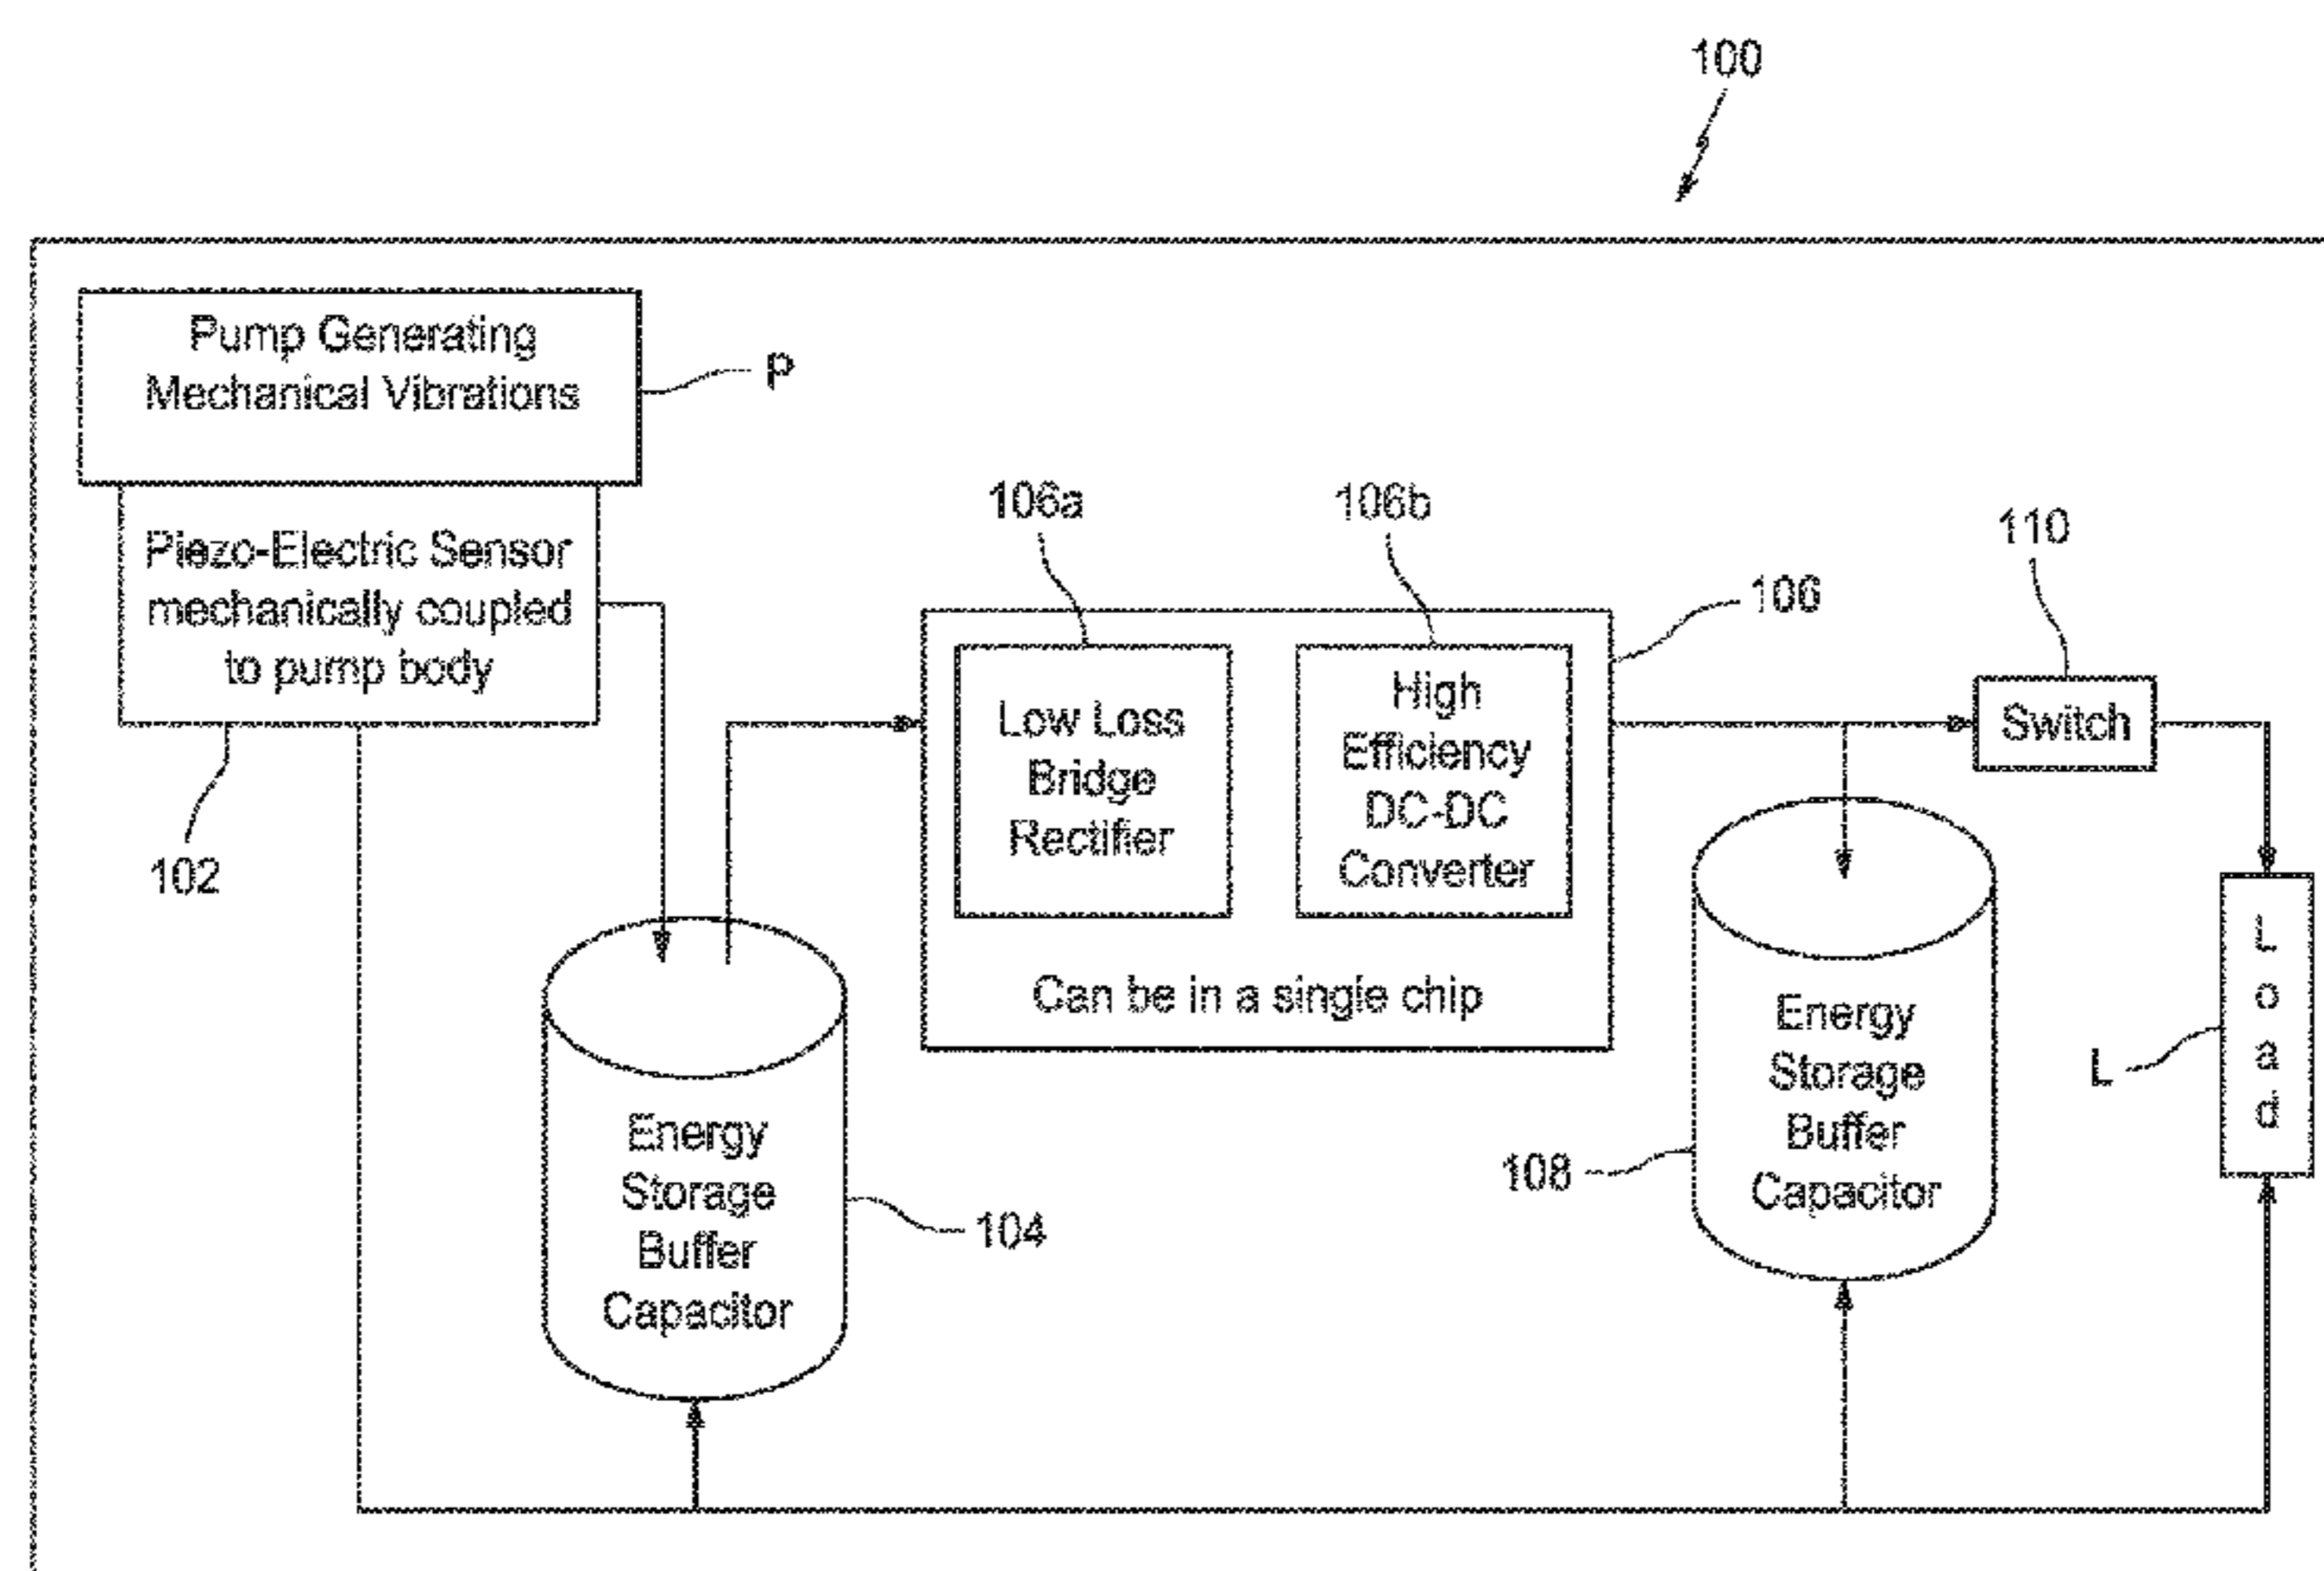 100
Pump Generating
Mechanical Vibrations
P
Piezo-Electric Sensor
mechanically coupled
to pump body
102
106a
106b
106
110
Low Loss
Bridge
Rectifier
High
Efficiency
DC-DC
Converter
Can be in a single chip
Switch
Energy
Storage
Buffer
Capacitor
104
Energy
Storage
Buffer
Capacitor
108
L
o
a
d
L